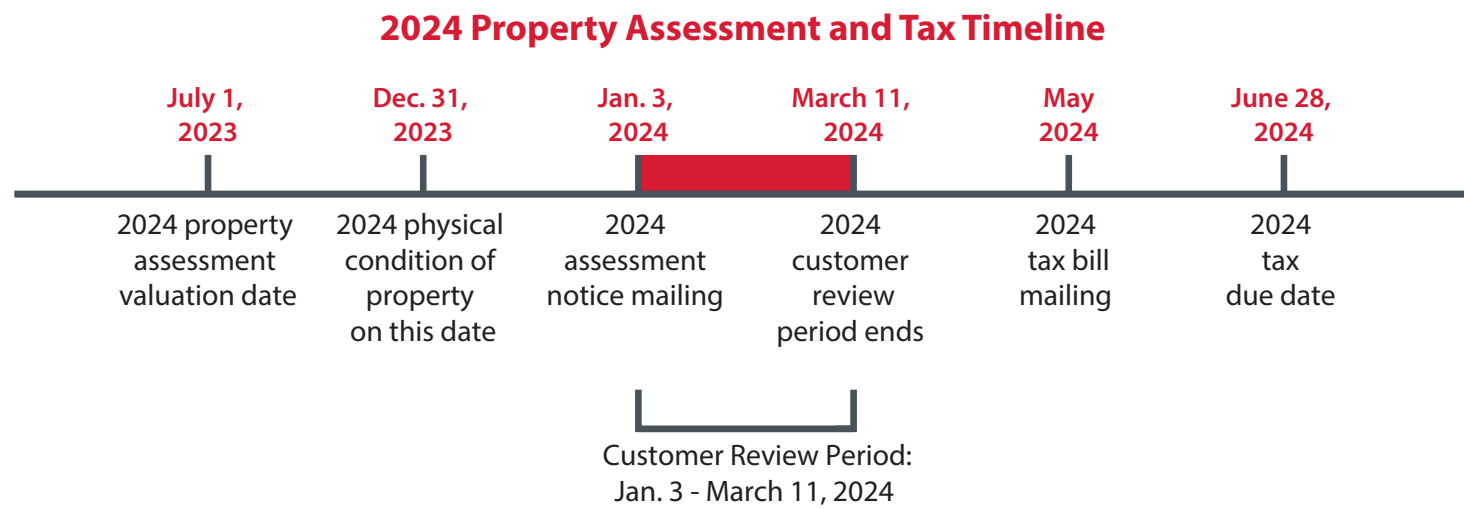 2024 Property Assessment and Tax Timeline
July 1,
2023
Dec. 31,
2023
Jan. 3,
2024
March 11,
2024
May
2024
June 28,
2024
2024 property
assessment
valuation date
2024 physical
condition of
property
on this date
2024
assessment
notice mailing
2024
customer
review
period ends
2024
tax bill
mailing
2024
tax
due date
Customer Review Period:
Jan. 3 - March 11, 2024